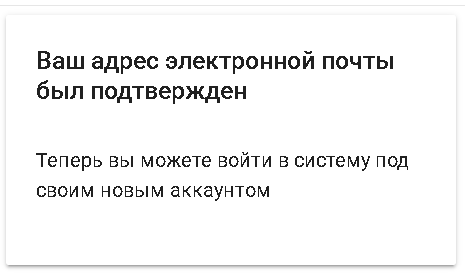 Ваш адрес электронной почты
был подтвержден
Теперь вы можете войти в систему под
своим новым аккаунтом